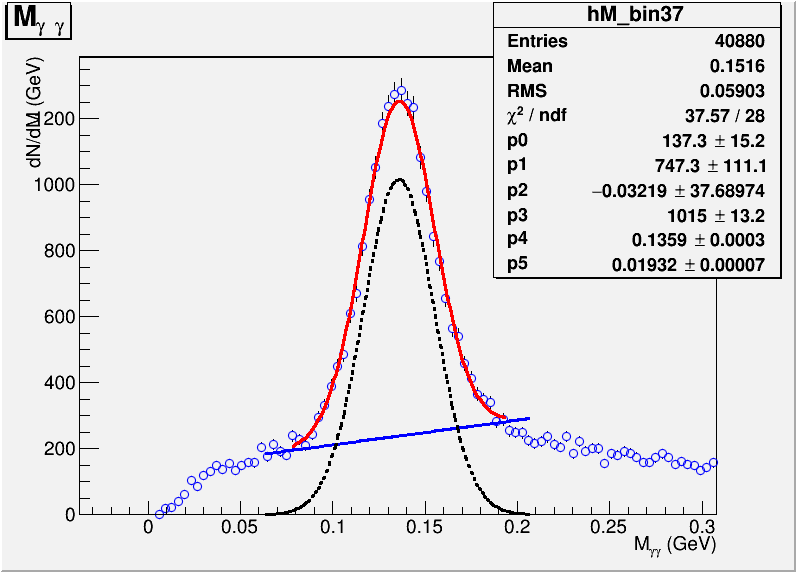 M γ γ
hM_bin37
Entries 40880
Mean 0.1516
RMS 0.05903
χ² / ndf 37.57 / 28
p0 137.3 ± 15.2
p1 747.3 ± 111.1
p2 −0.03219 ± 37.68974
p3 1015 ± 13.2
p4 0.1359 ± 0.0003
p5 0.01932 ± 0.00007
dN/dM (GeV)
1200
1000
800
600
400
200
0
0 0.05 0.1 0.15 0.2 0.25 0.3
Mγγ (GeV)